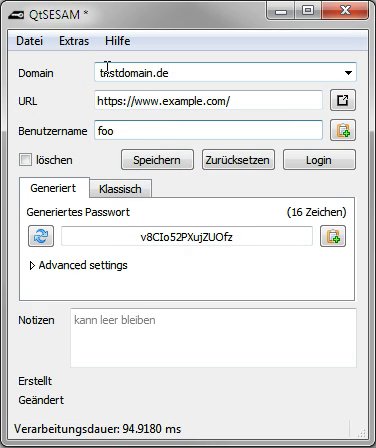 QtSESAM *
Datei Extras Hilfe
Domain testdomain.de
URL https://www.example.com/
Benutzername foo
löschen Speichern Zurücksetzen Login
Generiert Klassisch
Generiertes Passwort (16 Zeichen)
v8CIo52PXujZUOfz
Advanced settings
Notizen kann leer bleiben
Erstellt
Geändert
Verarbeitungsdauer: 94.9180 ms